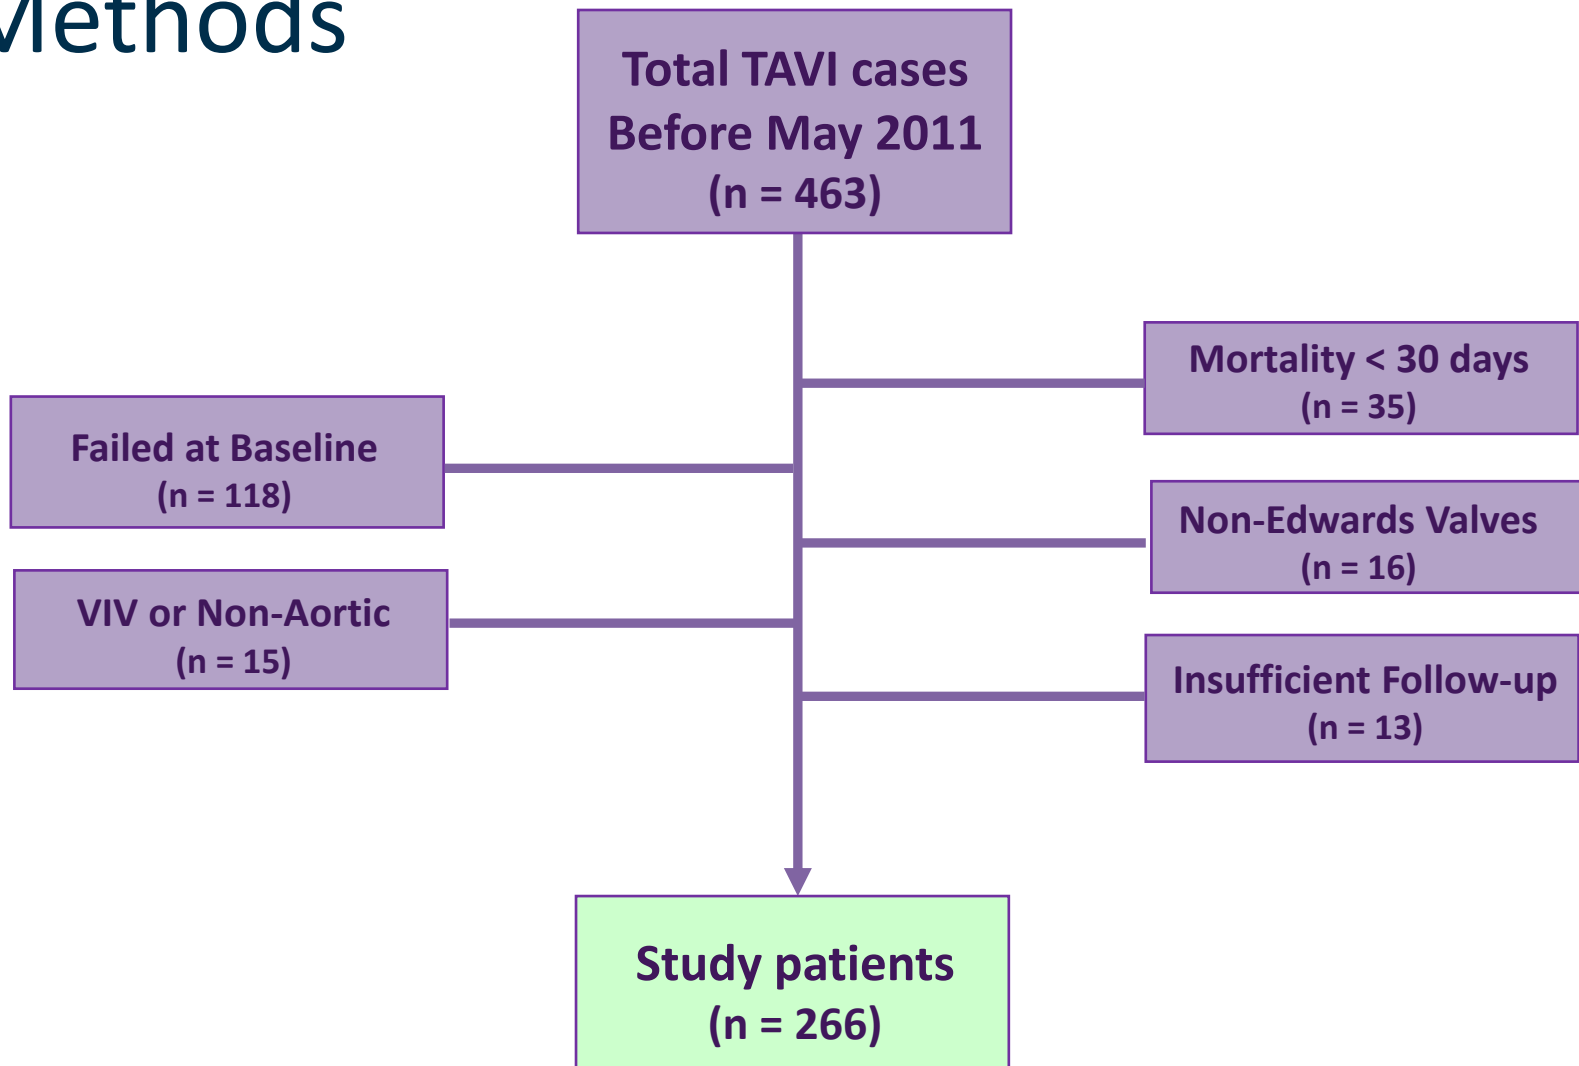 Methods
Total TAVI cases
Before May 2011
(n = 463)
Mortality < 30 days
(n = 35)
Failed at Baseline
(n = 118)
Non-Edwards Valves
(n = 16)
VIV or Non-Aortic
(n = 15)
Insufficient Follow-up
(n = 13)
Study patients
(n = 266)